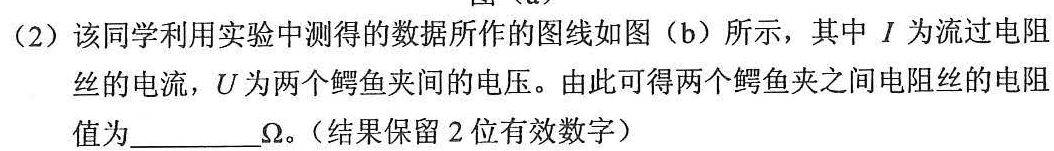 （2）该同学利用实验中测得的数据所作的图线如图（b）所示，其中 I 为流过电阻
丝的电流，U 为两个鳄鱼夹间的电压。由此可得两个鳄鱼夹之间电阻丝的电阻
值为________Ω。（结果保留 2 位有效数字）